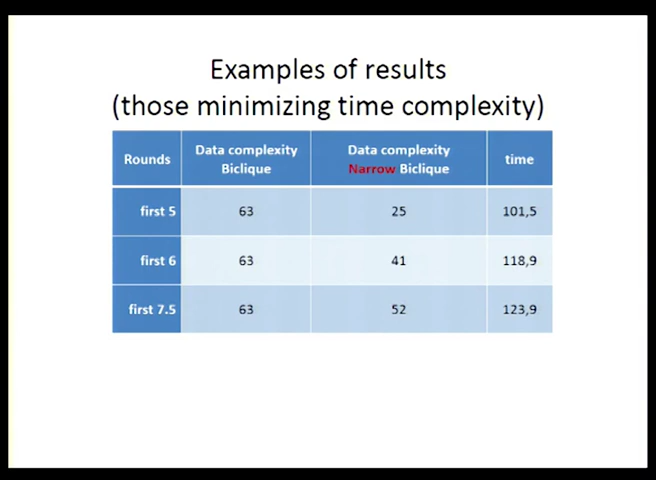 Examples of results
(those minimizing time complexity)
Rounds
Data complexity
Biclique
Data complexity
Narrow Biclique
time
first 5
63
25
101,5
first 6
63
41
118,9
first 7.5
63
52
123,9